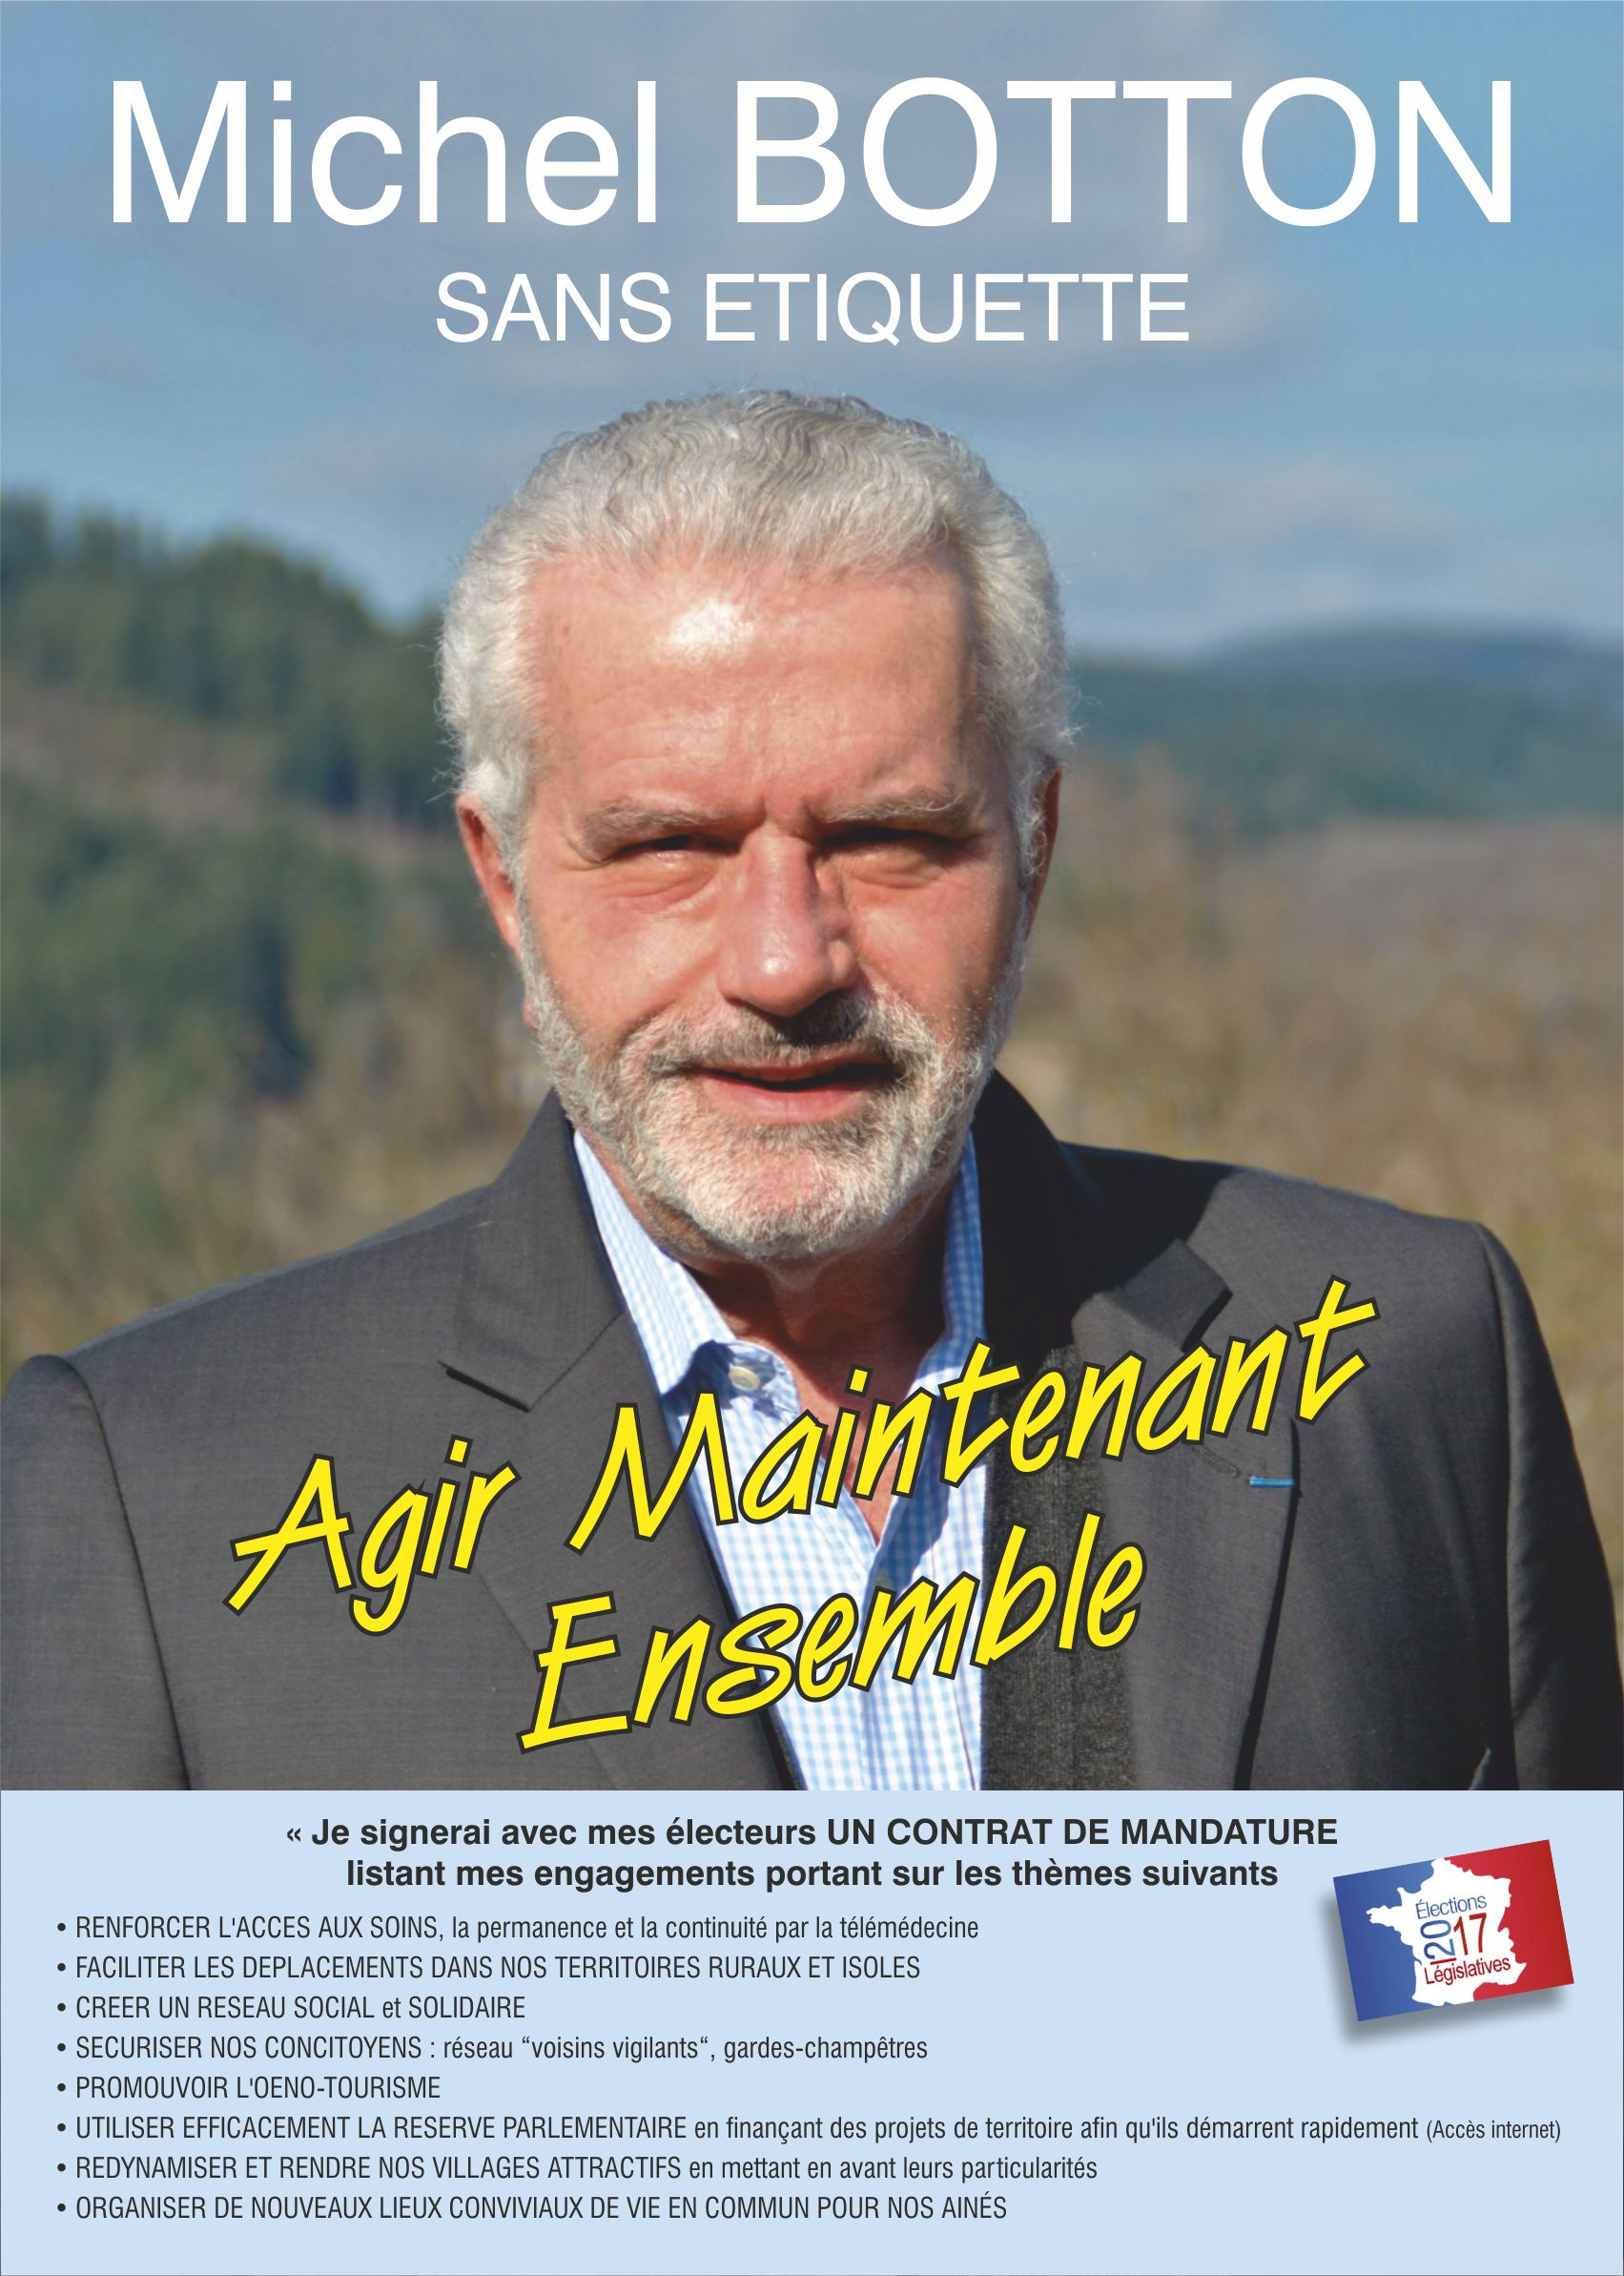 Michel BOTTON
SANS ETIQUETTE
Agir Maintenant
Ensemble
« Je signerai avec mes électeurs UN CONTRAT DE MANDATURE
listant mes engagements portant sur les thèmes suivants
• RENFORCER L'ACCES AUX SOINS, la permanence et la continuité par la télémédecine
• FACILITER LES DEPLACEMENTS DANS NOS TERRITOIRES RURAUX ET ISOLES
• CREER UN RESEAU SOCIAL et SOLIDAIRE
• SECURISER NOS CONCITOYENS : réseau “voisins vigilants“, gardes-champêtres
• PROMOUVOIR L'OENO-TOURISME
• UTILISER EFFICACEMENT LA RESERVE PARLEMENTAIRE en finançant des projets de territoire afin qu'ils démarrent rapidement (Accès internet)
• REDYNAMISER ET RENDRE NOS VILLAGES ATTRACTIFS en mettant en avant leurs particularités
• ORGANISER DE NOUVEAUX LIEUX CONVIVIAUX DE VIE EN COMMUN POUR NOS AINÉS
Élections
2017
Législatives